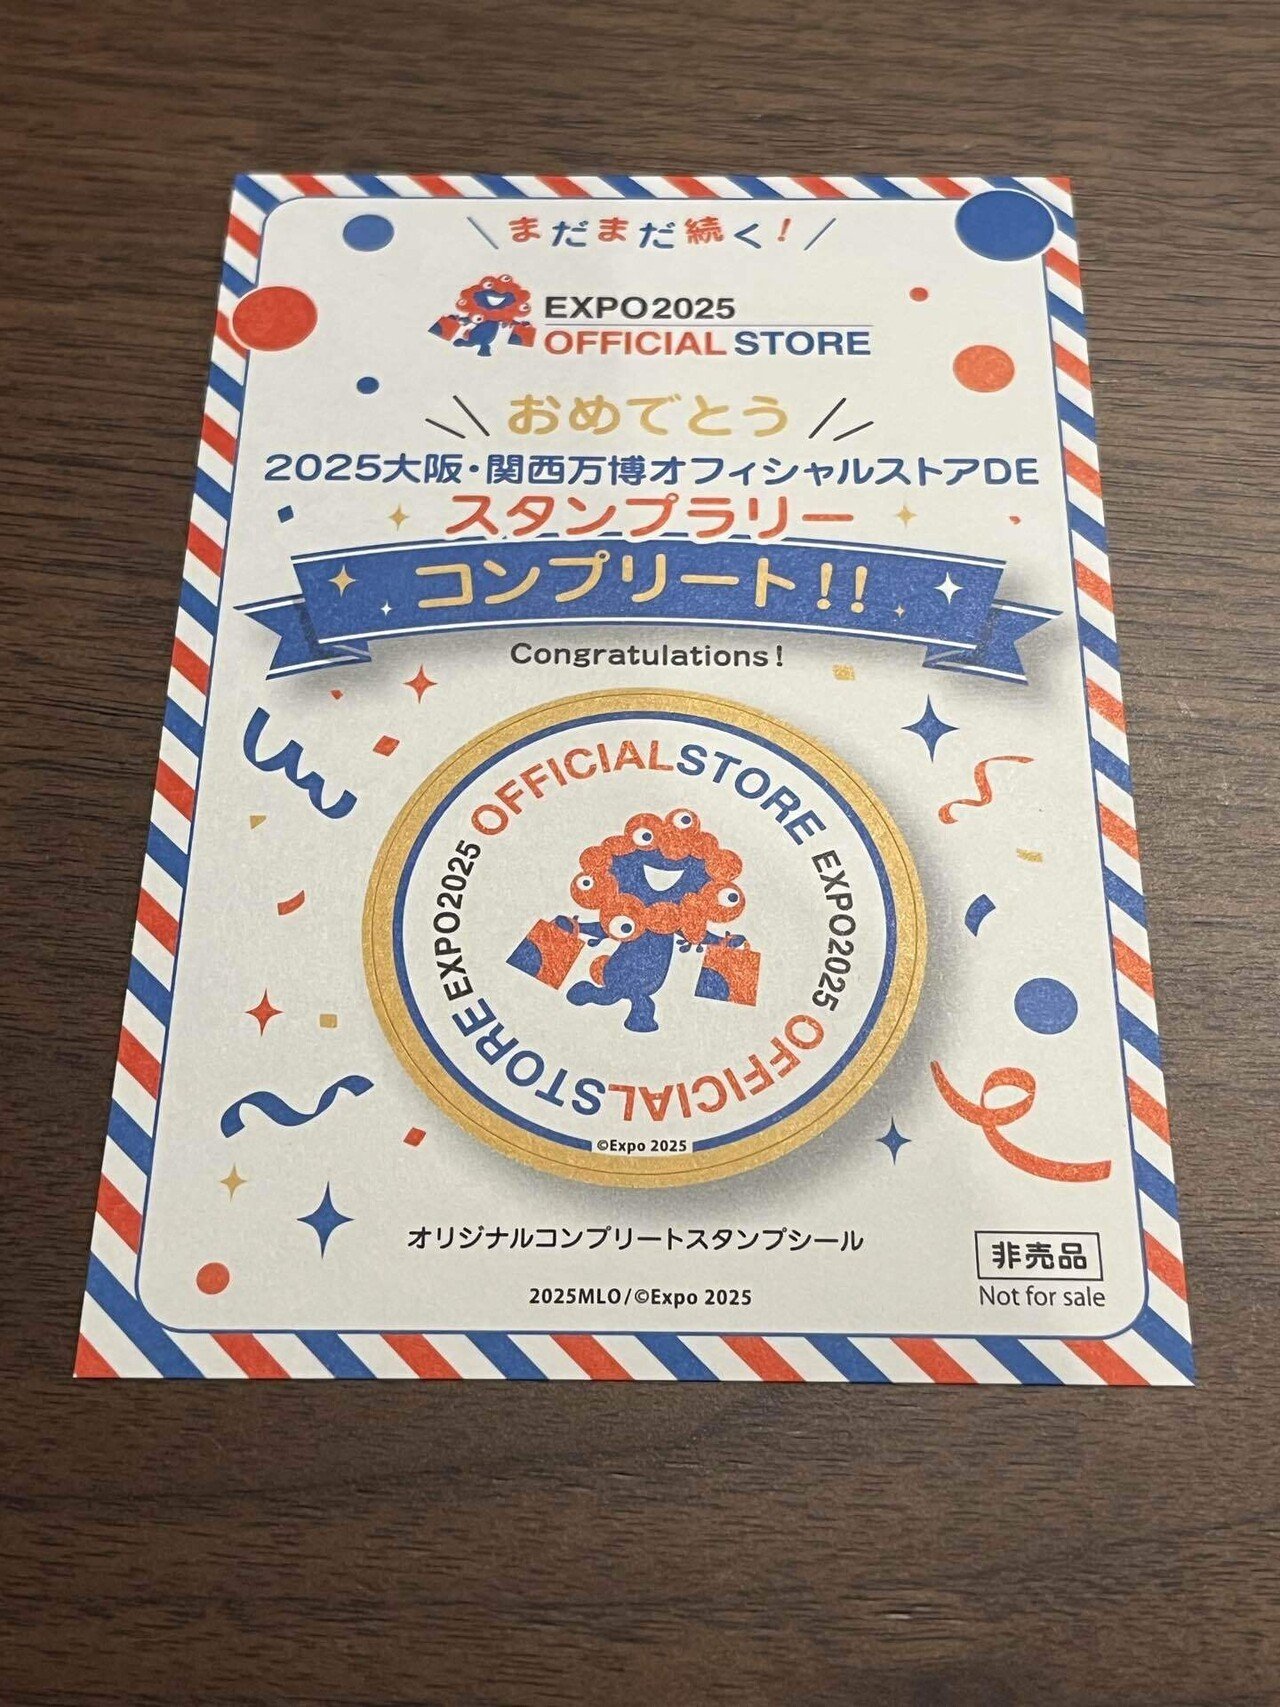 まだまだ続く!
EXPO2025
OFFICIAL STORE
おめでとう
2025大阪・関西万博オフィシャルストアDE
スタンプラリー
コンプリート!!
Congratulations!
EXPO2025 OFFICIALSTORE
EXPO2025 OFFICIALSTORE
©Expo 2025
オリジナルコンプリートスタンプシール
非売品
Not for sale
2025MLO/©Expo 2025